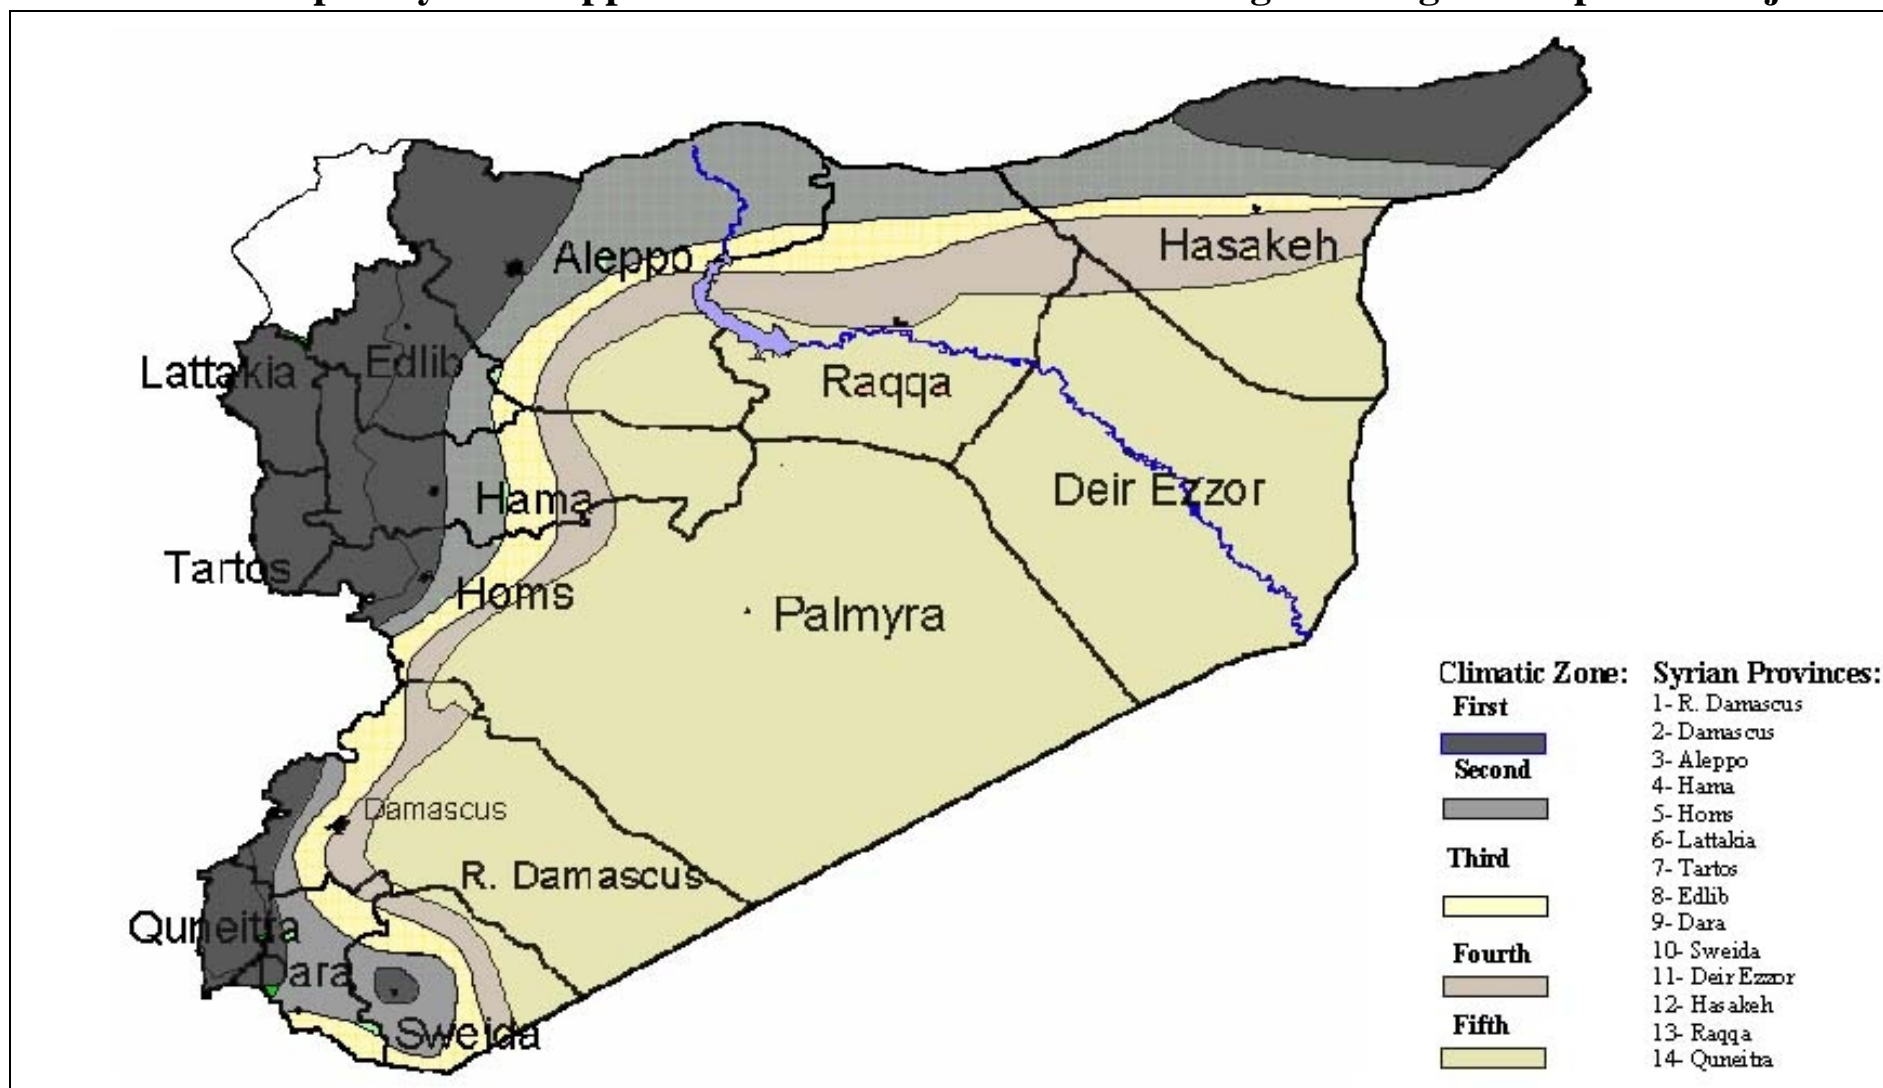 Aleppo
Hasakeh
Lattakia
Edlib
Raqqa
Hama
Deir Ezzor
Tartos
Homs
Palmyra
Damascus
R. Damascus
Quneitra
Dara
Sweida
Climatic Zone:
First
Second
Third
Fourth
Fifth
Syrian Provinces:
1- R. Damascus
2- Damascus
3- Aleppo
4- Hama
5- Homs
6- Lattakia
7- Tartos
8- Edlib
9- Dara
10- Sweida
11- Deir Ezzor
12- Hasakeh
13- Raqqa
14- Quneitra